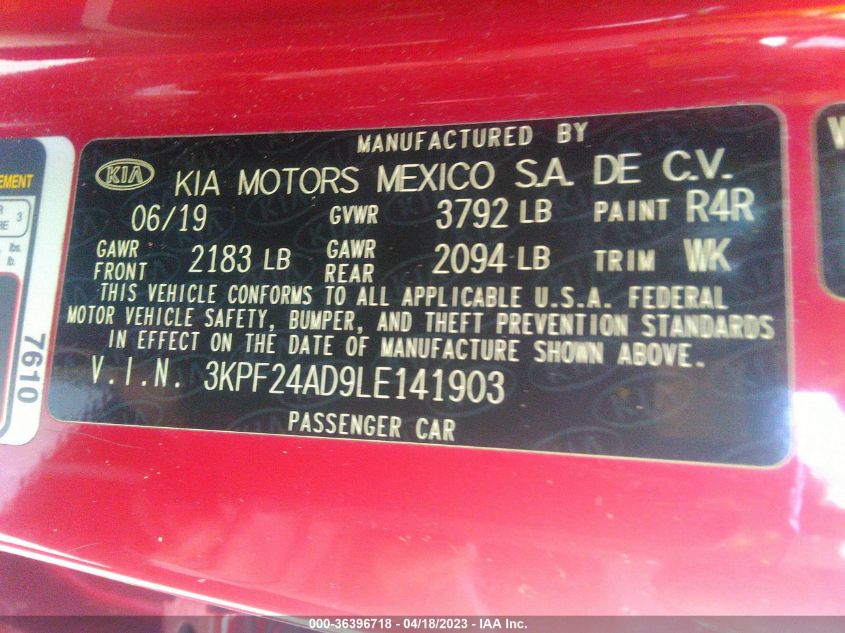 MANUFACTURED BY
KIA KIA MOTORS MEXICO S.A. DE C.V.
06/19 GVWR 3792 LB PAINT R4R
GAWR FRONT 2183 LB GAWR REAR 2094 LB TRIM WK
THIS VEHICLE CONFORMS TO ALL APPLICABLE U.S.A. FEDERAL
MOTOR VEHICLE SAFETY, BUMPER, AND THEFT PREVENTION STANDARDS
IN EFFECT ON THE DATE OF MANUFACTURE SHOWN ABOVE.
V.I.N. 3KPF24AD9LE141903
PASSENGER CAR
3
lbs.
lb.
7610
000-36396718 - 04/18/2023 - IAA Inc.